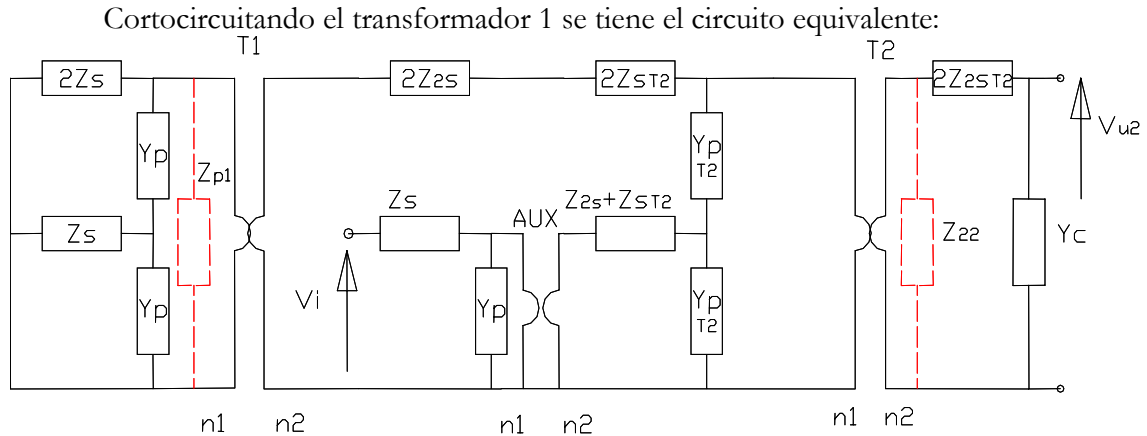 Cortocircuitando el transformador 1 se tiene el circuito equivalente:
T1
T2
2Zs
2Z2s
2ZsT2
2Z2sT2
Vu2
Yp
Zp1
Yp
T2
Zs
Zs
AUX
Z2s+ZsT2
Z22
Yc
Vi
Yp
Yp
Yp
T2
n1
n2
n1
n2
n1
n2